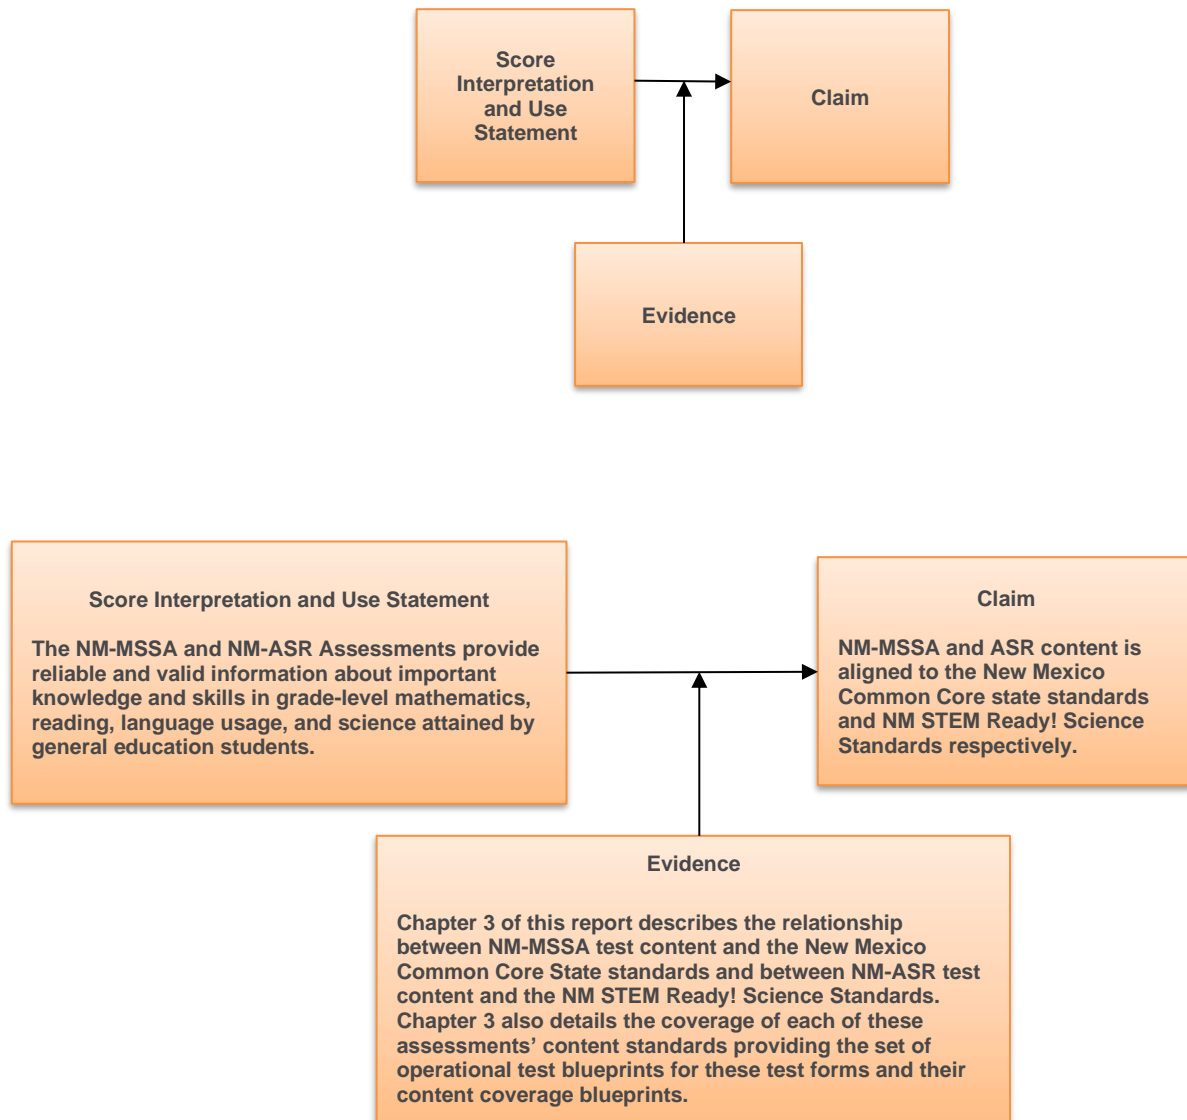 Score
Interpretation
and Use
Statement
Claim
Evidence
Score Interpretation and Use Statement
The NM-MSSA and NM-ASR Assessments provide
reliable and valid information about important
knowledge and skills in grade-level mathematics,
reading, language usage, and science attained by
general education students.
Claim
NM-MSSA and ASR content is
aligned to the New Mexico
Common Core state standards
and NM STEM Ready! Science
Standards respectively.
Evidence
Chapter 3 of this report describes the relationship
between NM-MSSA test content and the New Mexico
Common Core State standards and between NM-ASR test
content and the NM STEM Ready! Science Standards.
Chapter 3 also details the coverage of each of these
assessments’ content standards providing the set of
operational test blueprints for these test forms and their
content coverage blueprints.